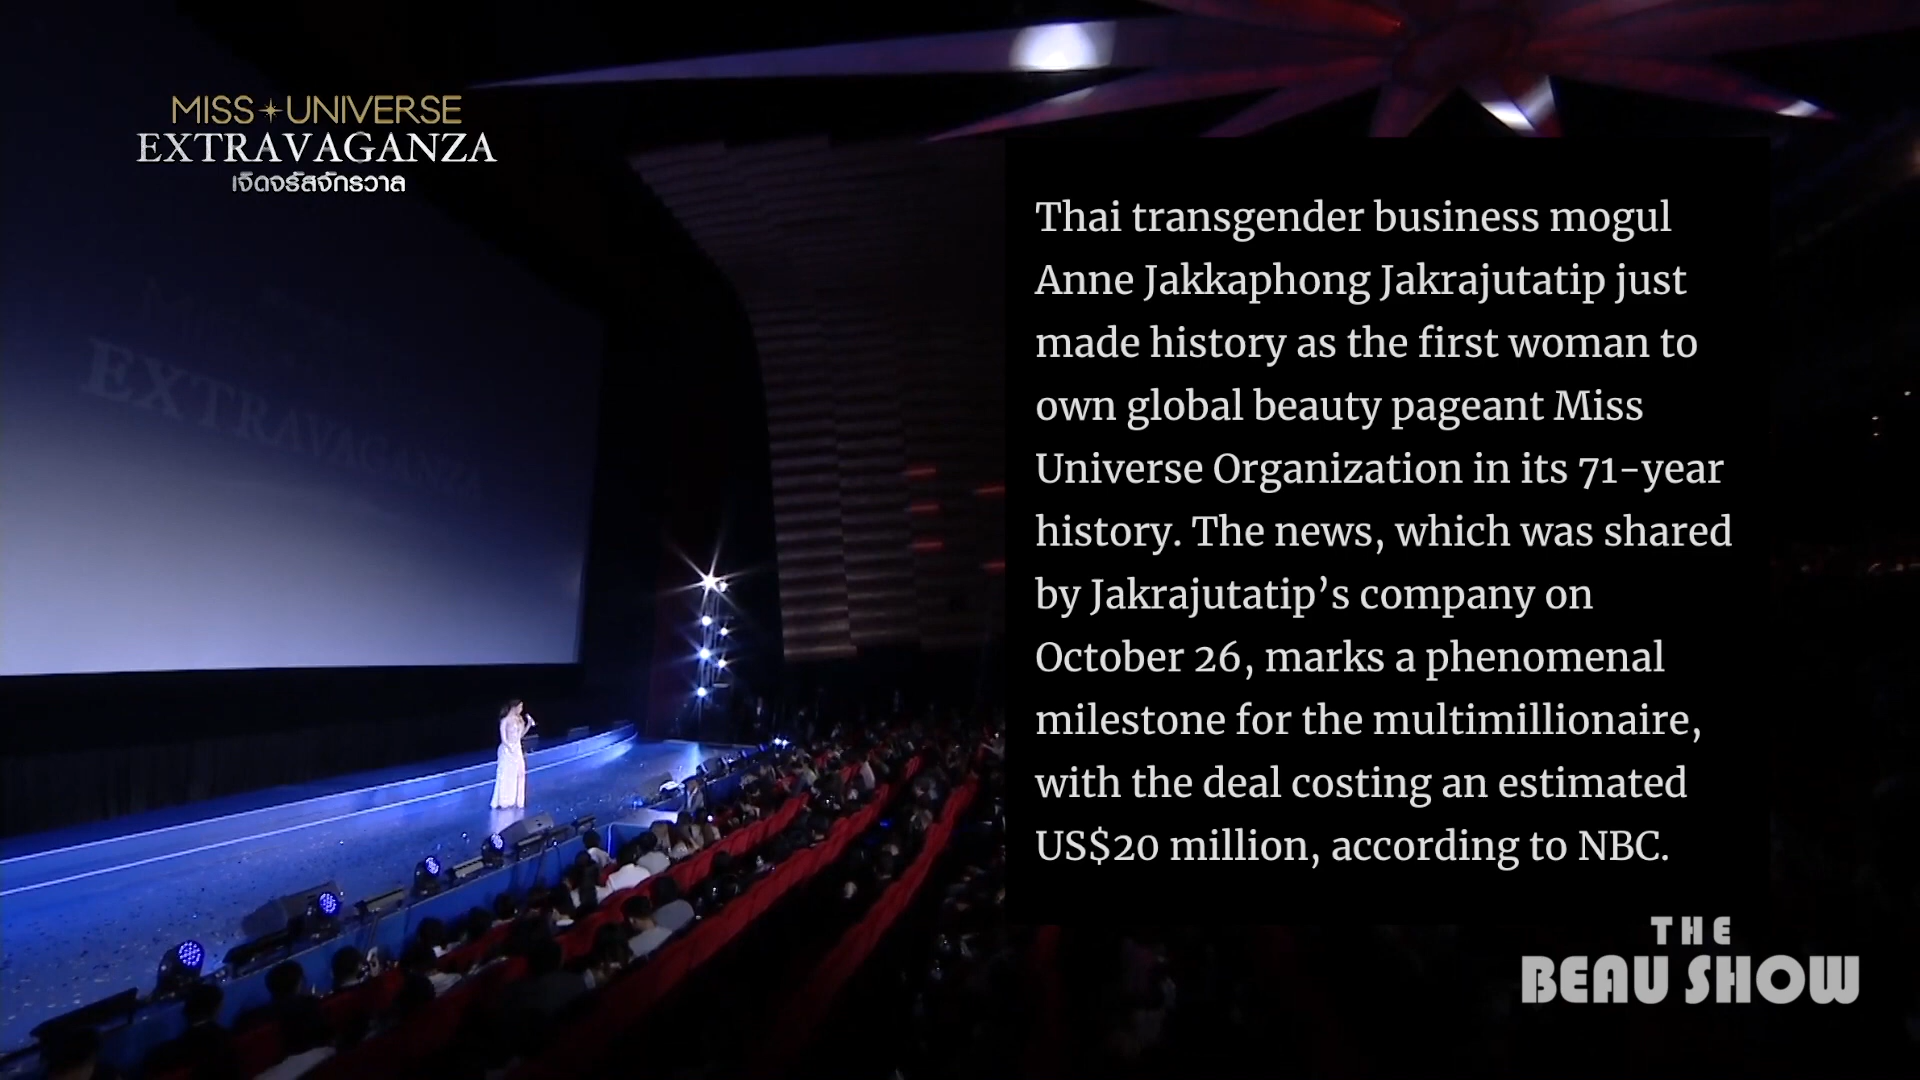 MISS UNIVERSE
EXTRAVAGANZA
เจิดจรัสจักรวาล
EXTRAVAGANZA
Thai transgender business mogul
Anne Jakkaphong Jakrajutatip just
made history as the first woman to
own global beauty pageant Miss
Universe Organization in its 71-year
history. The news, which was shared
by Jakrajutatip’s company on
October 26, marks a phenomenal
milestone for the multimillionaire,
with the deal costing an estimated
US$20 million, according to NBC.
THE
BEAU SHOW